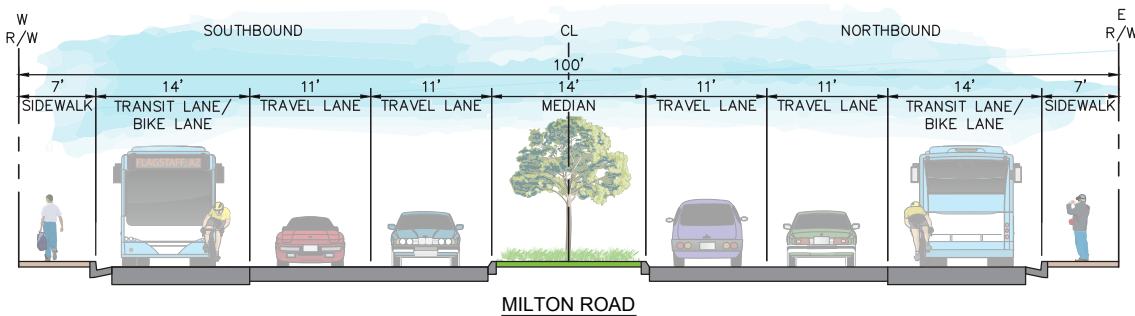 W
R/W
SOUTHBOUND
CL
NORTHBOUND
E
R/W
100'
7'
14'
11'
11'
14'
11'
11'
14'
7'
SIDEWALK
TRANSIT LANE/
BIKE LANE
TRAVEL LANE
TRAVEL LANE
MEDIAN
TRAVEL LANE
TRAVEL LANE
TRANSIT LANE/
BIKE LANE
SIDEWALK
FLAGSTAFF, AZ
MILTON ROAD